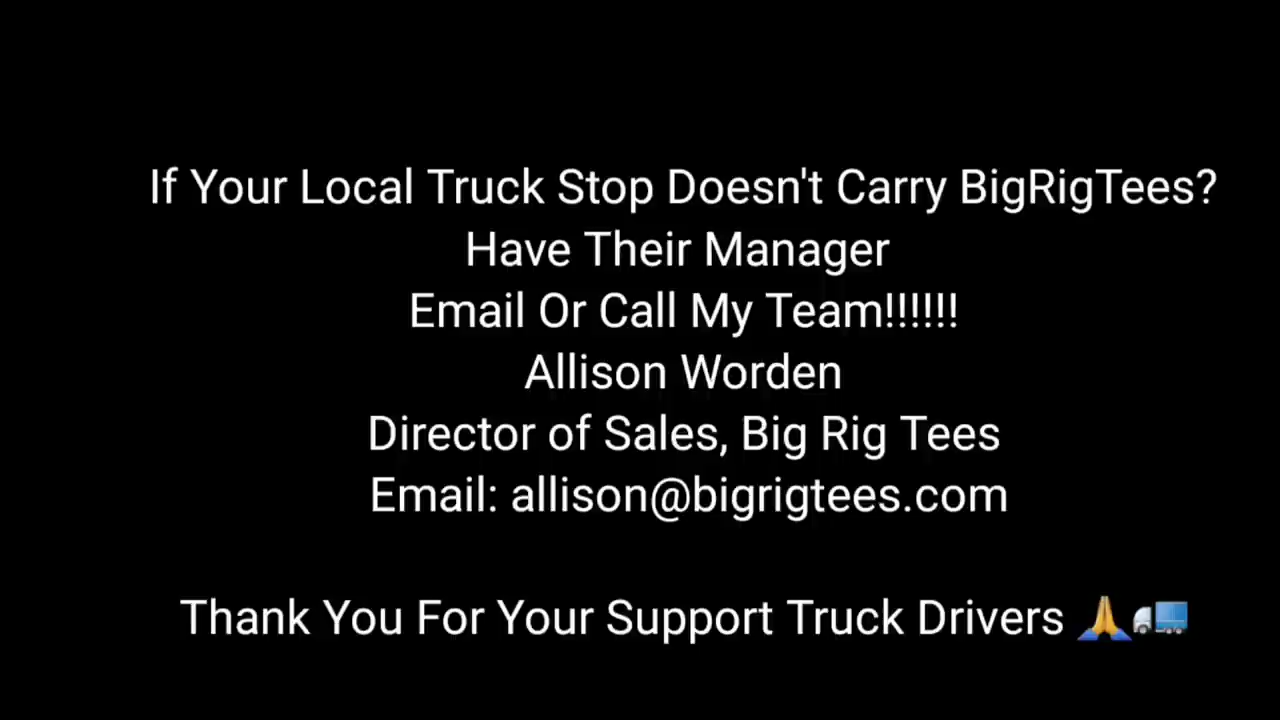 If Your Local Truck Stop Doesn't Carry BigRigTees?
Have Their Manager
Email Or Call My Team!!!!!!
Allison Worden
Director of Sales, Big Rig Tees
Email: allison@bigrigtees.com
Thank You For Your Support Truck Drivers 🙏🚛